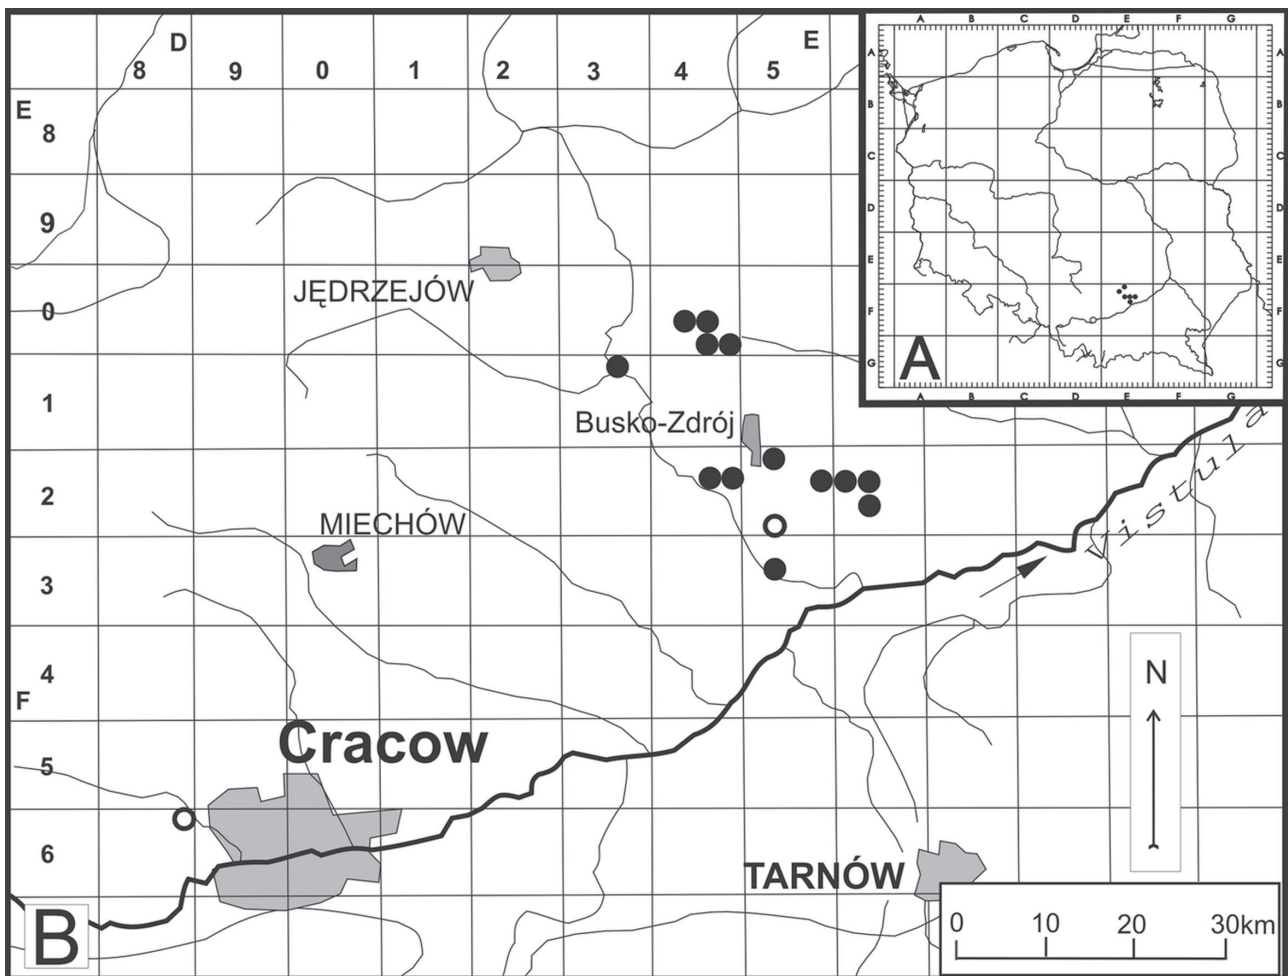 D E
8 9 0 1 2 3 4 5
E
8
9
0
1
2
3
4
F
5
6
JĘDRZEJÓW
Busko-Zdrój
MIECHÓW
Cracow
TARNÓW
Vistula
N
0 10 20 30km
B
A B C D E F G
A A
B B
C C
D D
E E
F F
G G
A B C D E F G
A